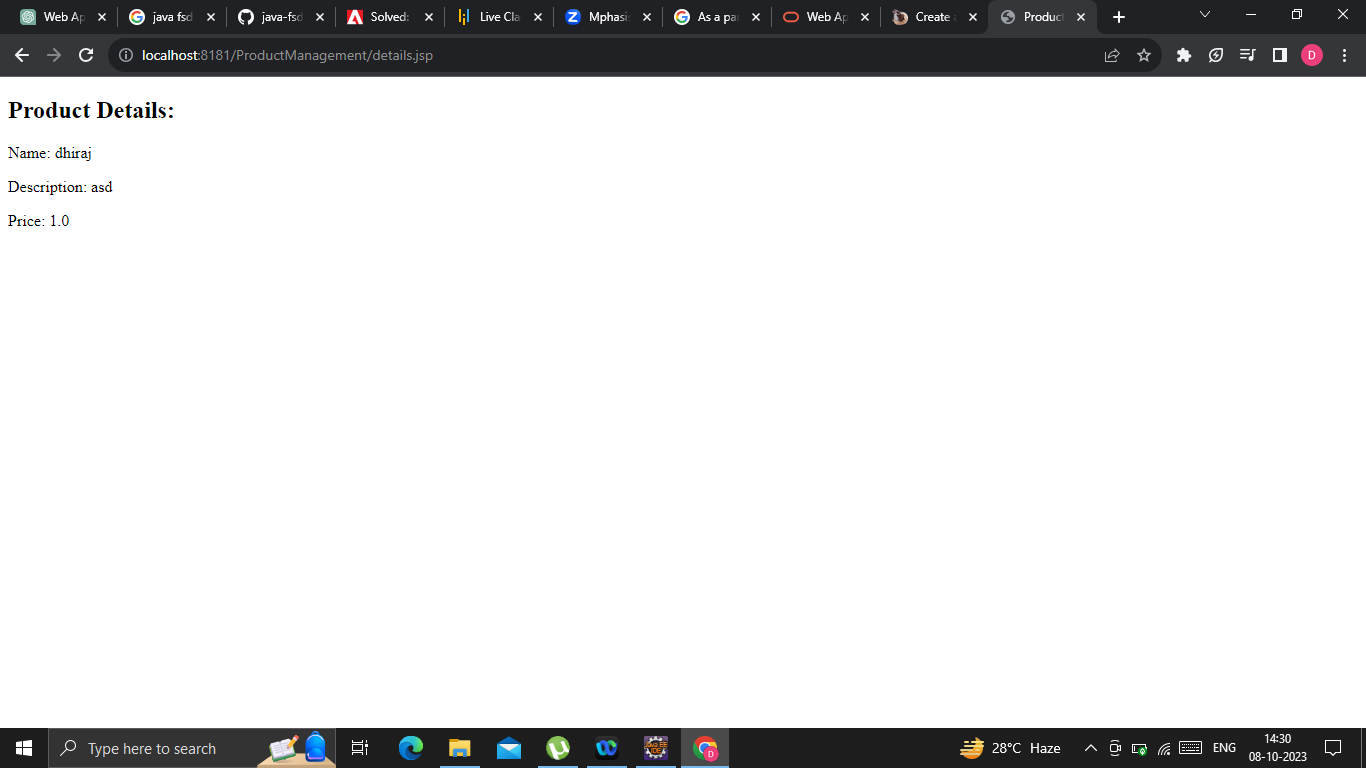 Web Ap
java fsd
java-fsd
Solved:
Live Cla
Mphasi
As a par
Web Ap
Create a
Product
localhost:8181/ProductManagement/details.jsp
D
Product Details:
Name: dhiraj
Description: asd
Price: 1.0
Type here to search
D
28°C Haze
ENG
14:30
08-10-2023